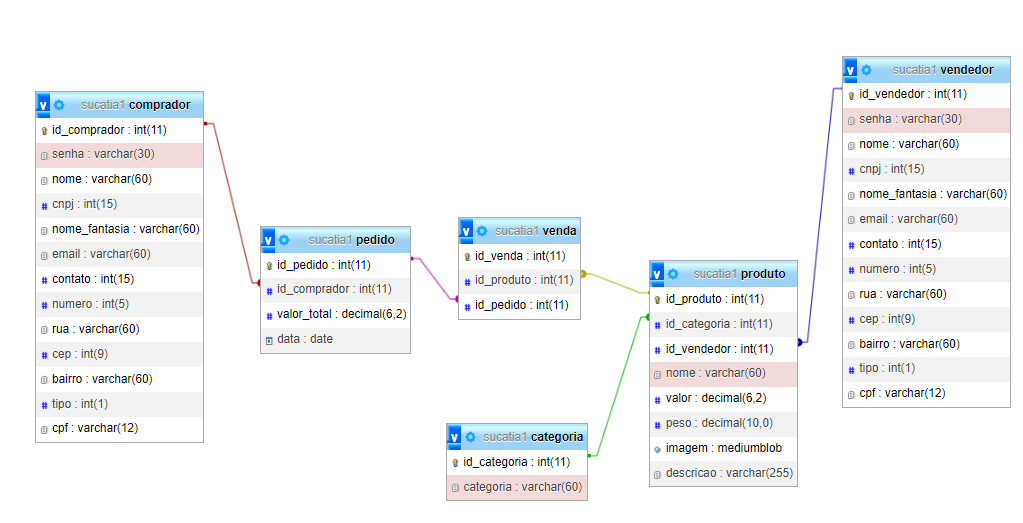 sucatia1 comprador
id_comprador : int(11)
senha : varchar(30)
nome : varchar(60)
cnpj : int(15)
nome_fantasia : varchar(60)
email : varchar(60)
contato : int(15)
numero : int(5)
rua : varchar(60)
cep : int(9)
bairro : varchar(60)
tipo : int(1)
cpf : varchar(12)
sucatia1 pedido
id_pedido : int(11)
id_comprador : int(11)
valor_total : decimal(6,2)
data : date
sucatia1 venda
id_venda : int(11)
id_produto : int(11)
id_pedido : int(11)
sucatia1 categoria
id_categoria : int(11)
categoria : varchar(60)
sucatia1 produto
id_produto : int(11)
id_categoria : int(11)
id_vendedor : int(11)
nome : varchar(60)
valor : decimal(6,2)
peso : decimal(10,0)
imagem : mediumblob
descricao : varchar(255)
sucatia1 vendedor
id_vendedor : int(11)
senha : varchar(30)
nome : varchar(60)
cnpj : int(15)
nome_fantasia : varchar(60)
email : varchar(60)
contato : int(15)
numero : int(5)
rua : varchar(60)
cep : int(9)
bairro : varchar(60)
tipo : int(1)
cpf : varchar(12)